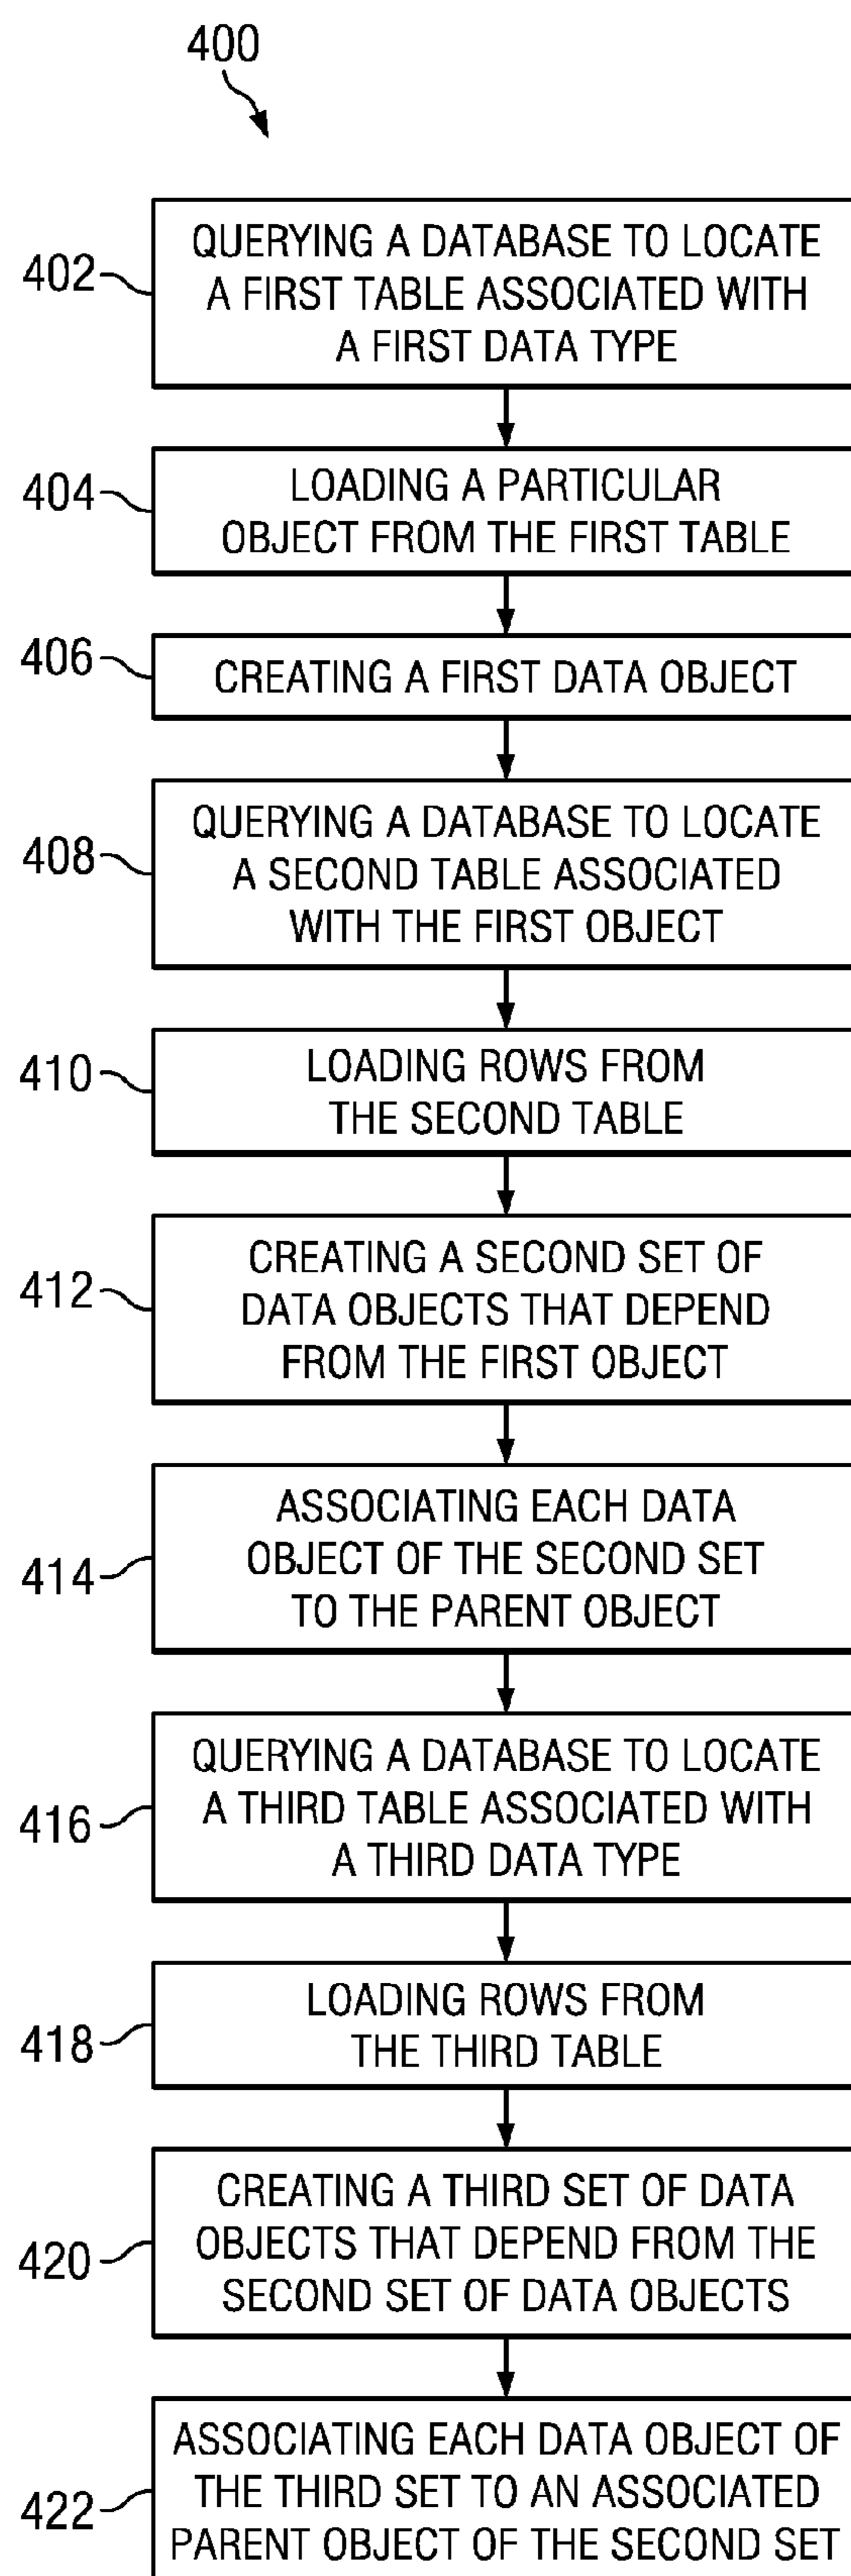 400
402
QUERYING A DATABASE TO LOCATE
A FIRST TABLE ASSOCIATED WITH
A FIRST DATA TYPE
404
LOADING A PARTICULAR
OBJECT FROM THE FIRST TABLE
406
CREATING A FIRST DATA OBJECT
408
QUERYING A DATABASE TO LOCATE
A SECOND TABLE ASSOCIATED
WITH THE FIRST OBJECT
410
LOADING ROWS FROM
THE SECOND TABLE
412
CREATING A SECOND SET OF
DATA OBJECTS THAT DEPEND
FROM THE FIRST OBJECT
414
ASSOCIATING EACH DATA
OBJECT OF THE SECOND SET
TO THE PARENT OBJECT
416
QUERYING A DATABASE TO LOCATE
A THIRD TABLE ASSOCIATED WITH
A THIRD DATA TYPE
418
LOADING ROWS FROM
THE THIRD TABLE
420
CREATING A THIRD SET OF DATA
OBJECTS THAT DEPEND FROM THE
SECOND SET OF DATA OBJECTS
422
ASSOCIATING EACH DATA OBJECT OF
THE THIRD SET TO AN ASSOCIATED
PARENT OBJECT OF THE SECOND SET